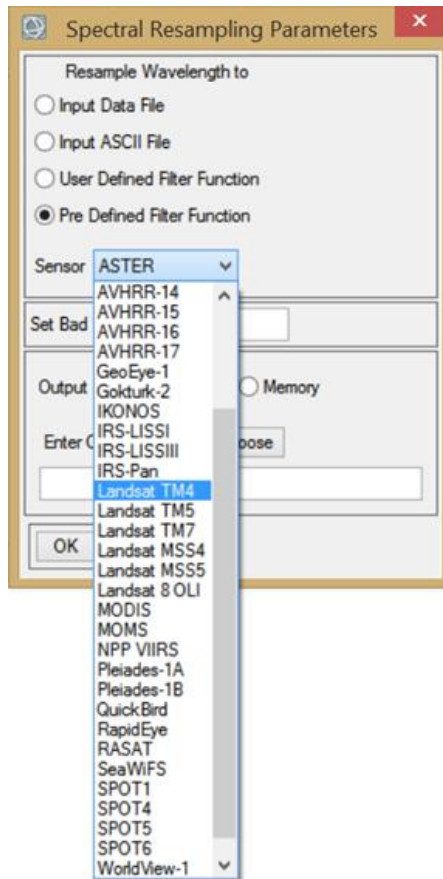 Spectral Resampling Parameters
Resample Wavelength to
Input Data File
Input ASCII File
User Defined Filter Function
Pre Defined Filter Function
Sensor ASTER
AVHRR-14
AVHRR-15
Set Bad
AVHRR-16
AVHRR-17
GeoEye-1
Output
Memory
Gokturk-2
IKONOS
IRS-LISSI
Enter
IRS-LISSIII
IRS-Pan
Landsat TM4
Landsat TM5
Landsat TM7
OK
Landsat MSS4
Landsat MSS5
Landsat 8 OLI
MODIS
MOMS
NPP VIIRS
Pleiades-1A
Pleiades-1B
QuickBird
RapidEye
RASAT
SeaWiFS
SPOT1
SPOT4
SPOT5
SPOT6
WorldView-1